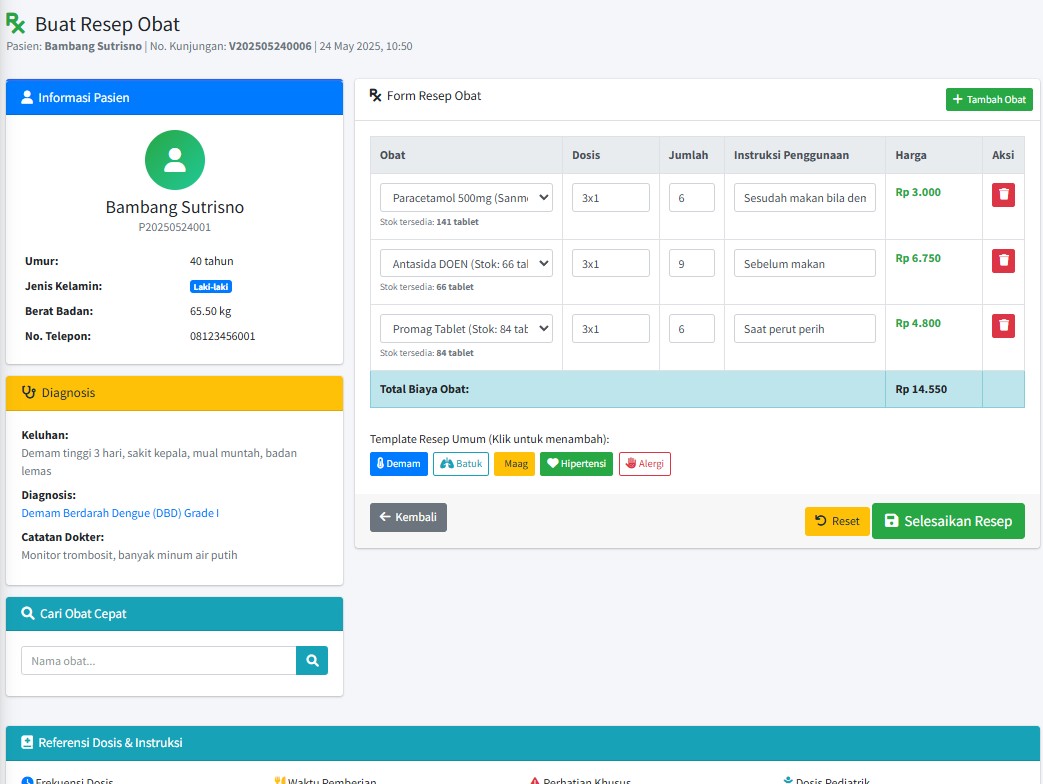 Buat Resep Obat
Pasien: Bambang Sutrisno | No. Kunjungan: V202505240006 | 24 May 2025, 10:50
Informasi Pasien
Bambang Sutrisno
P20250524001
Umur: 40 tahun
Jenis Kelamin: Laki-laki
Berat Badan: 65.50 kg
No. Telepon: 08123456001
Diagnosis
Keluhan:
Demam tinggi 3 hari, sakit kepala, mual muntah, badan
lemas
Diagnosis:
Demam Berdarah Dengue (DBD) Grade I
Catatan Dokter:
Monitor trombosit, banyak minum air putih
Cari Obat Cepat
Nama obat...
Form Resep Obat
Tambah Obat
Obat Dosis Jumlah Instruksi Penggunaan Harga Aksi
Paracetamol 500mg (Sanm 3x1 6 Sesudah makan bila den Rp 3.000
Stok tersedia: 141 tablet
Antasida DOEN (Stok: 66 tal 3x1 9 Sebelum makan Rp 6.750
Stok tersedia: 66 tablet
Promag Tablet (Stok: 84 tab 3x1 6 Saat perut perih Rp 4.800
Stok tersedia: 84 tablet
Total Biaya Obat: Rp 14.550
Template Resep Umum (Klik untuk menambah):
Demam Batuk Maag Hipertensi Alergi
Kembali Reset Selesaikan Resep
Referensi Dosis & Instruksi
Frekuensi Dosis Waktu Pemberian Perhatian Khusus Dosis Pediatrik